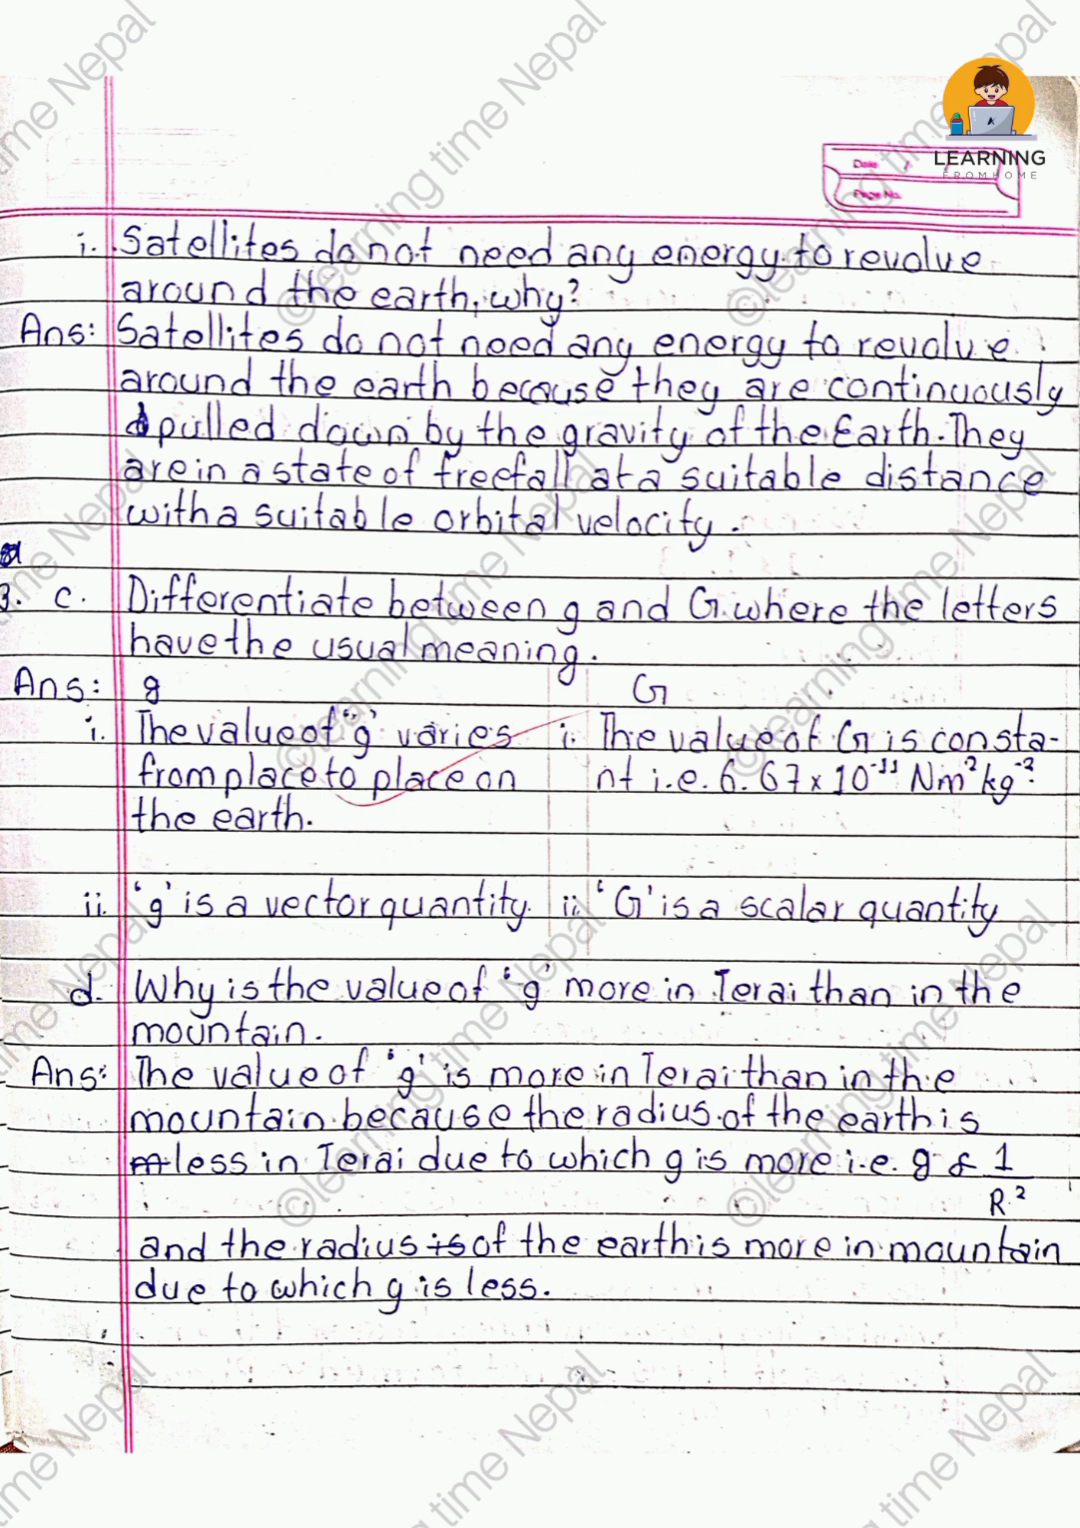 LEARNING
FROMHOME
Date / /
Page No.
©learning time Nepal
i. Satellites do not need any energy to revolve
around the earth, why?
Ans: Satellites do not need any energy to revolve
around the earth because they are continuously
pulled down by the gravity of the Earth. They
are in a state of freefall at a suitable distance
with a suitable orbital velocity.
3. c. Differentiate between g and G where the letters
have the usual meaning.
Ans: g G
i. The value of 'g' varies i. The value of G is consta-
from place to place on nt i.e. 6.67 x 10⁻¹¹ Nm²kg⁻².
the earth.
ii. 'g' is a vector quantity. ii. 'G' is a scalar quantity
d. Why is the value of 'g' more in Terai than in the
mountain.
Ans: The value of 'g' is more in Terai than in the
mountain because the radius of the earth is
less in Terai due to which g is more i.e. g ∝ 1
R²
and the radius is of the earth is more in mountain
due to which g is less.